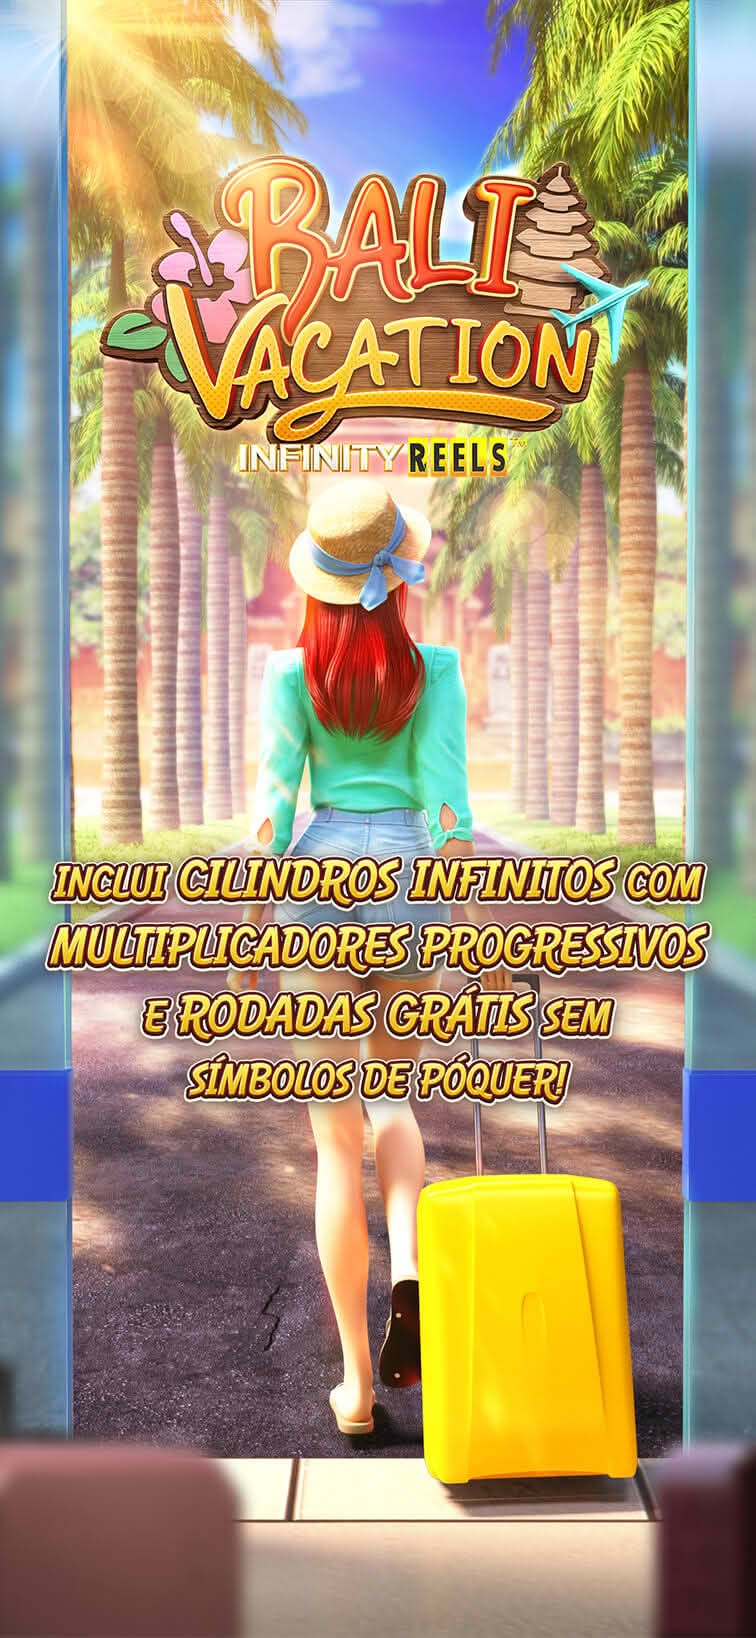 BALI
VACATION
INFINITY REELS™
INCLUI CILINDROS INFINITOS COM
MULTIPLICADORES PROGRESSIVOS
E RODADAS GRÁTIS SEM
SÍMBOLOS DE PÓQUER!